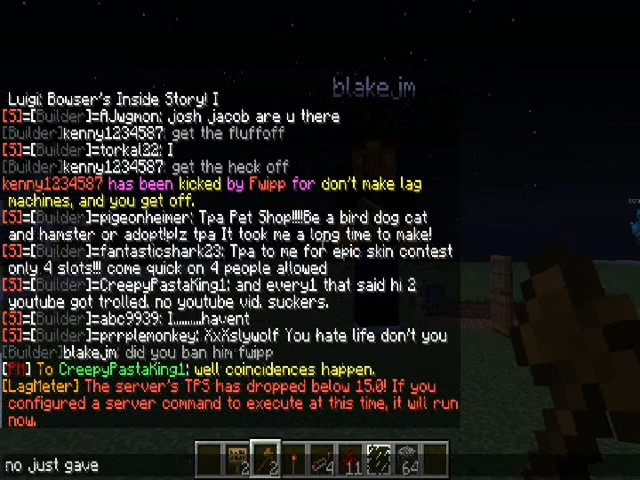 blake_jm
Luigi: Bowser's Inside Story! I
[S]=[Builder]=AJwgmon: josh jacob are u there
[Builder]kenny1234587: get the fluffoff
[S]=[Builder]=torkal22: I
[Builder]kenny1234587: get the heck off
kenny1234587 has been kicked by Fwipp for don't make lag
machines, and you get off.
[S]=[Builder]=pigeonheimer: Tpa Pet Shop!!!!Be a bird dog cat
and hamster or adopt!plz tpa It took me a long time to make!
[S]=[Builder]=fantasticshark23: Tpa to me for epic skin contest
only 4 slots!!! come quick on 4 people allowed
[S]=[Builder]=CreepyPastaKing1: and every1 that said hi 2
youtube got trolled. no youtube vid. suckers.
[S]=[Builder]=abc9939: I.........havent
[S]=[Builder]=prrplemonkey: XxXslywolf You hate life don't you
[Builder]blake_jm: did you ban him fwipp
[PM] To CreepyPastaKing1: well coincidences happen.
[LagMeter] The server's TPS has dropped below 15.0! If you
configured a server command to execute at this time, it will run
now.
2 2 4 11 64
no just gave